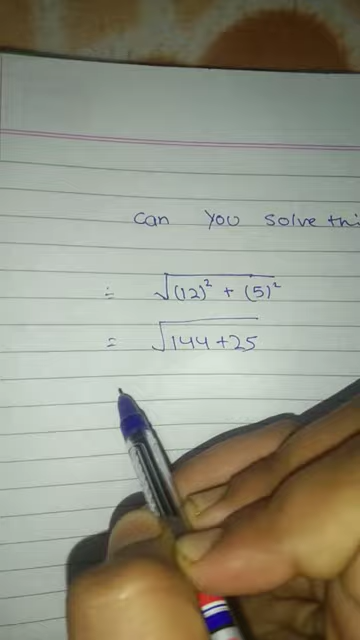 can you solve thi
= √(12)² + (5)²
= √144 + 25